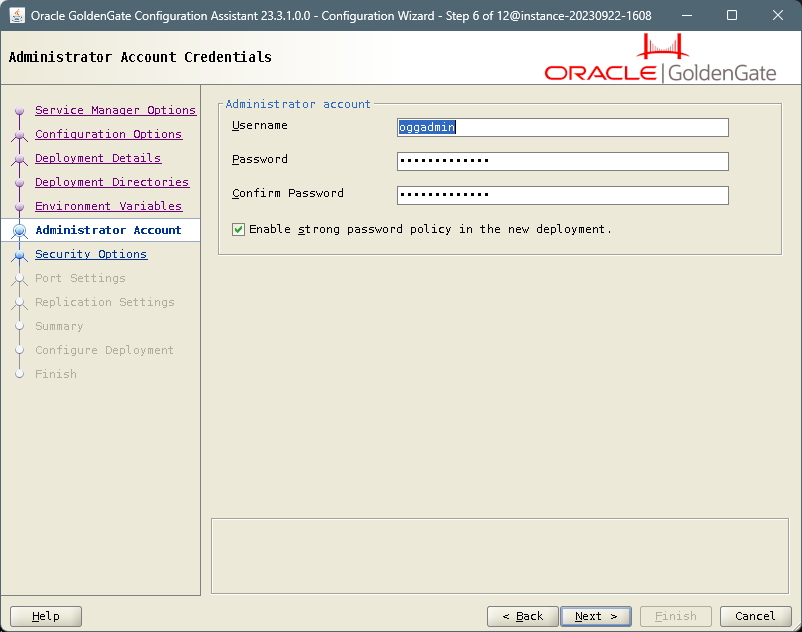 Oracle GoldenGate Configuration Assistant 23.3.1.0.0 - Configuration Wizard - Step 6 of 12@instance-20230922-1608
Administrator Account Credentials
ORACLE | GoldenGate
Service Manager Options
Configuration Options
Deployment Details
Deployment Directories
Environment Variables
Administrator Account
Security Options
Port Settings
Replication Settings
Summary
Configure Deployment
Finish
Administrator account
Username
oggadmin
Password
•••••••••••••
Confirm Password
•••••••••••••
Enable strong password policy in the new deployment.
Help
< Back
Next >
Finish
Cancel